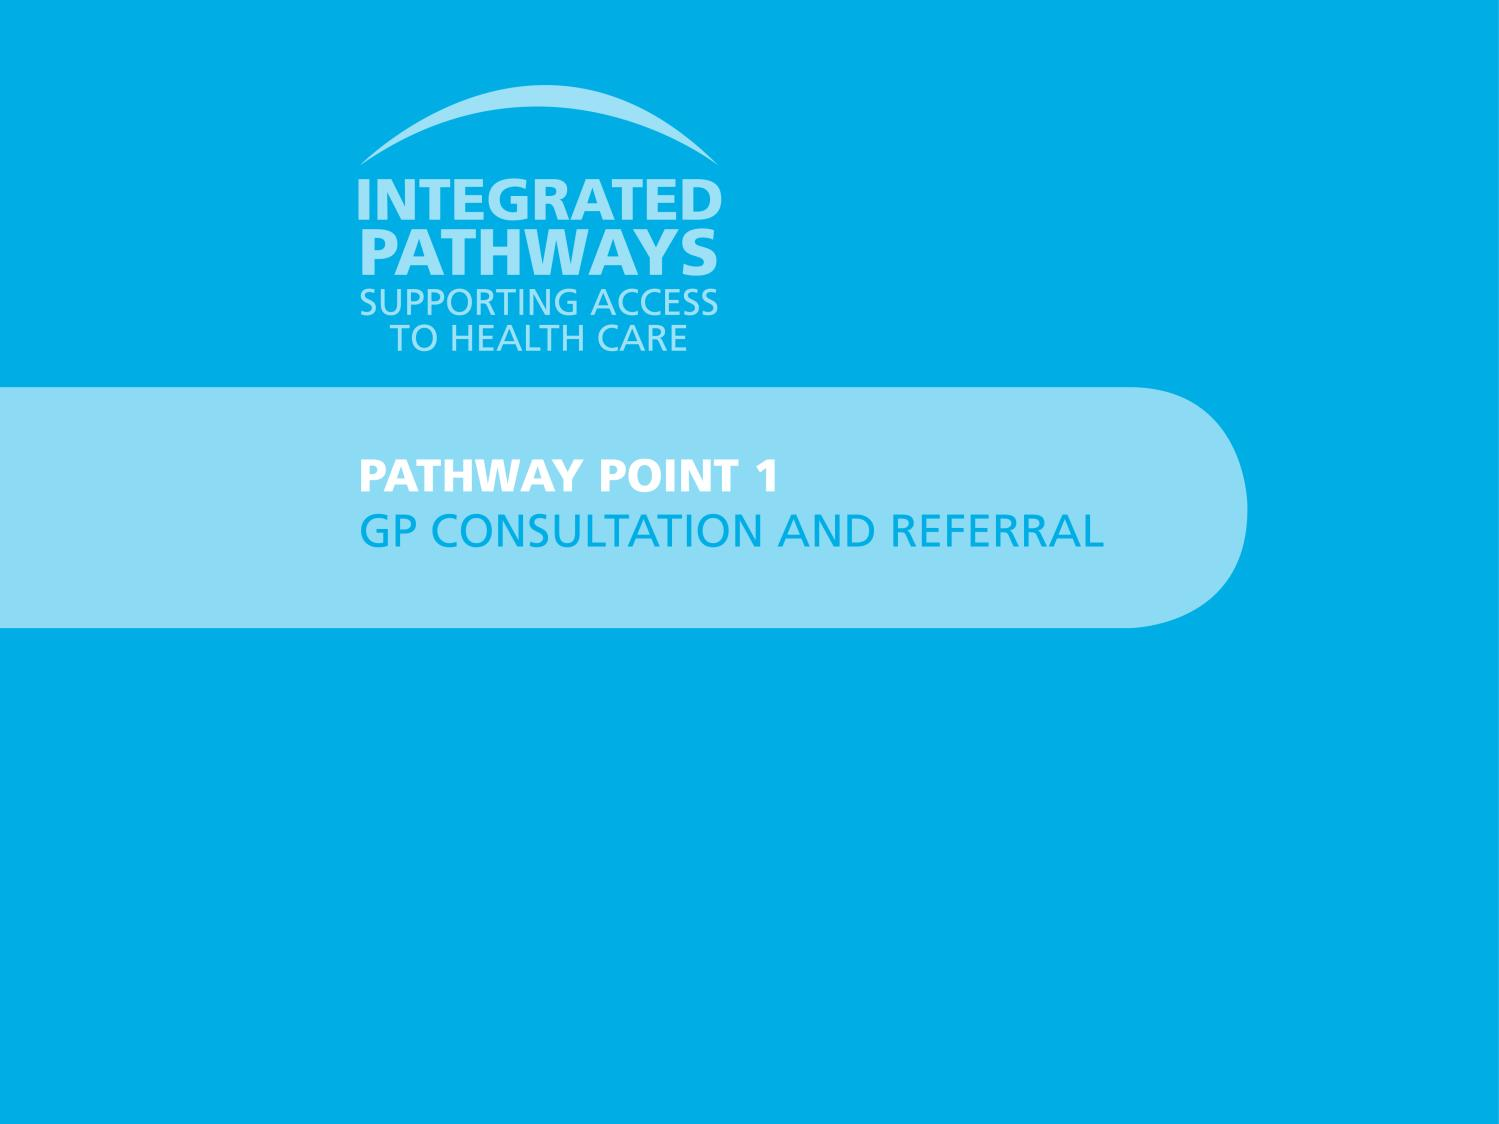 INTEGRATED
PATHWAYS
SUPPORTING ACCESS
TO HEALTH CARE
PATHWAY POINT 1
GP CONSULTATION AND REFERRAL